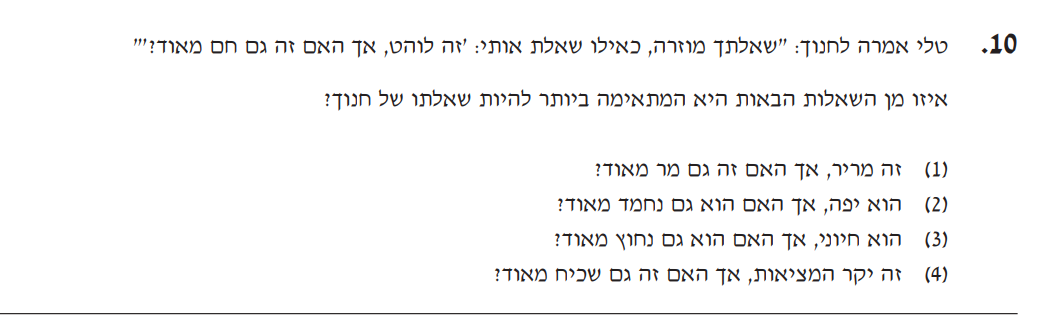 10. טלי אמרה לחנוך: "שאלתך מוזרה, כאילו שאלת אותי: 'זה לוהט, אך האם זה גם חם מאוד?'"
איזו מן השאלות הבאות היא המתאימה ביותר להיות שאלתו של חנוך?
(1) זה מריר, אך האם זה גם מר מאוד?
(2) הוא יפה, אך האם הוא גם נחמד מאוד?
(3) הוא חיוני, אך האם הוא גם נחוץ מאוד?
(4) זה יקר המציאות, אך האם זה גם שכיח מאוד?